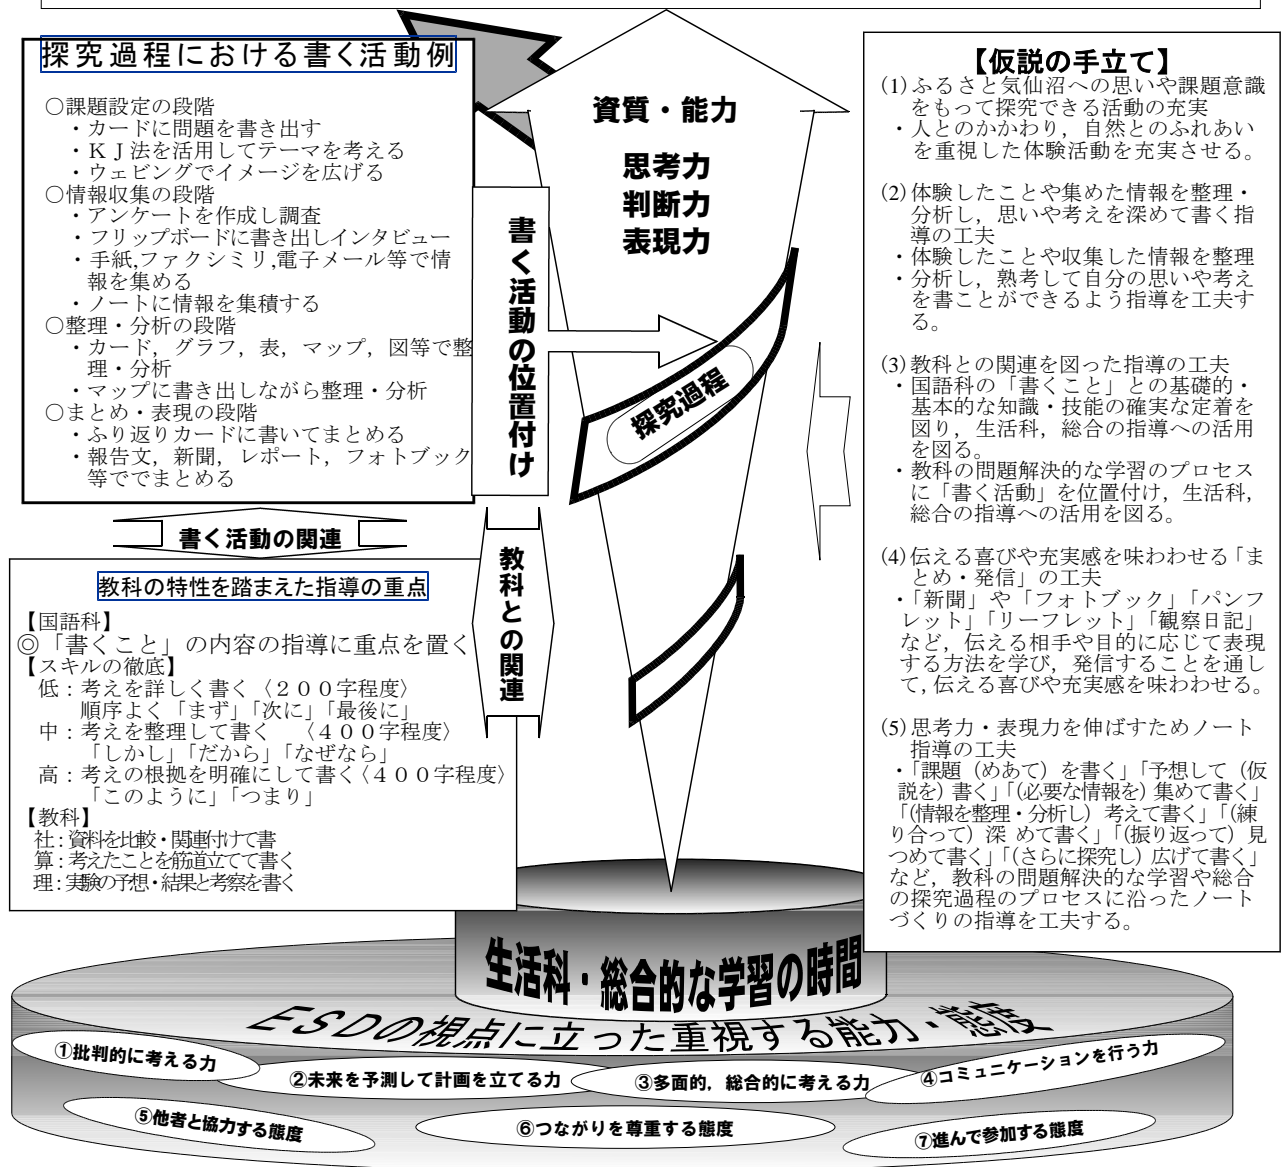 探究過程における書く活動例
○課題設定の段階
・カードに問題を書き出す
・ＫＪ法を活用してテーマを考える
・ウェビングでイメージを広げる
○情報収集の段階
・アンケートを作成し調査
・フリップボードに書き出しインタビュー
・手紙,ファクシミリ,電子メール等で情
報を集める
・ノートに情報を集積する
○整理・分析の段階
・カード，グラフ，表，マップ，図等で整
理・分析
・マップに書き出しながら整理・分析
○まとめ・表現の段階
・ふり返りカードに書いてまとめる
・報告文，新聞，レポート，フォトブック
等ででまとめる
書く活動の関連
教科の特性を踏まえた指導の重点
【国語科】
◎「書くこと」の内容の指導に重点を置く
【スキルの徹底】
低：考えを詳しく書く〈２００字程度〉
順序よく「まず」「次に」「最後に」
中：考えを整理して書く　〈４００字程度〉
「しかし」「だから」「なぜなら」
高：考えの根拠を明確にして書く〈４００字程度〉
「このように」「つまり」
【教科】
社：資料を比較・関連付けて書
算：考えたことを筋道立てて書く
理：実験の予想・結果と考察を書く
書く活動の位置付け
教科との関連
資質・能力
思考力
判断力
表現力
探究過程
【仮説の手立て】
(1)ふるさと気仙沼への思いや課題意識
をもって探究できる活動の充実
・人とのかかわり，自然とのふれあい
を重視した体験活動を充実させる。
(2)体験したことや集めた情報を整理・
分析し，思いや考えを深めて書く指
導の工夫
・体験したことや収集した情報を整理
・分析し，熟考して自分の思いや考え
を書ことができるよう指導を工夫す
る。
(3)教科との関連を図った指導の工夫
・国語科の「書くこと」との基礎的・
基本的な知識・技能の確実な定着を
図り，生活科，総合の指導への活用
を図る。
・教科の問題解決的な学習のプロセス
に「書く活動」を位置付け，生活科，
総合の指導への活用を図る。
(4)伝える喜びや充実感を味わわせる「ま
とめ・発信」の工夫
・「新聞」や「フォトブック」「パンフ
レット」「リーフレット」「観察日記」
など，伝える相手や目的に応じて表現
する方法を学び，発信することを通し
て，伝える喜びや充実感を味わわせる。
(5)思考力・表現力を伸ばすためノート
指導の工夫
・「課題（めあて）を書く」「予想して（仮
説を）書く」「（必要な情報を）集めて書く」
「（情報を整理・分析し）考えて書く」「（練
り合って）深 めて書く」「（振り返って）見
つめて書く」「（さらに探究し）広げて書く」
など，教科の問題解決的な学習や総合
の探究過程のプロセスに沿ったノート
づくりの指導を工夫する。
生活科・総合的な学習の時間
ＥＳＤの視点に立った重視する能力・態度
①批判的に考える力
②未来を予測して計画を立てる力
③多面的，総合的に考える力
④コミュニケーションを行う力
⑤他者と協力する態度
⑥つながりを尊重する態度
⑦進んで参加する態度